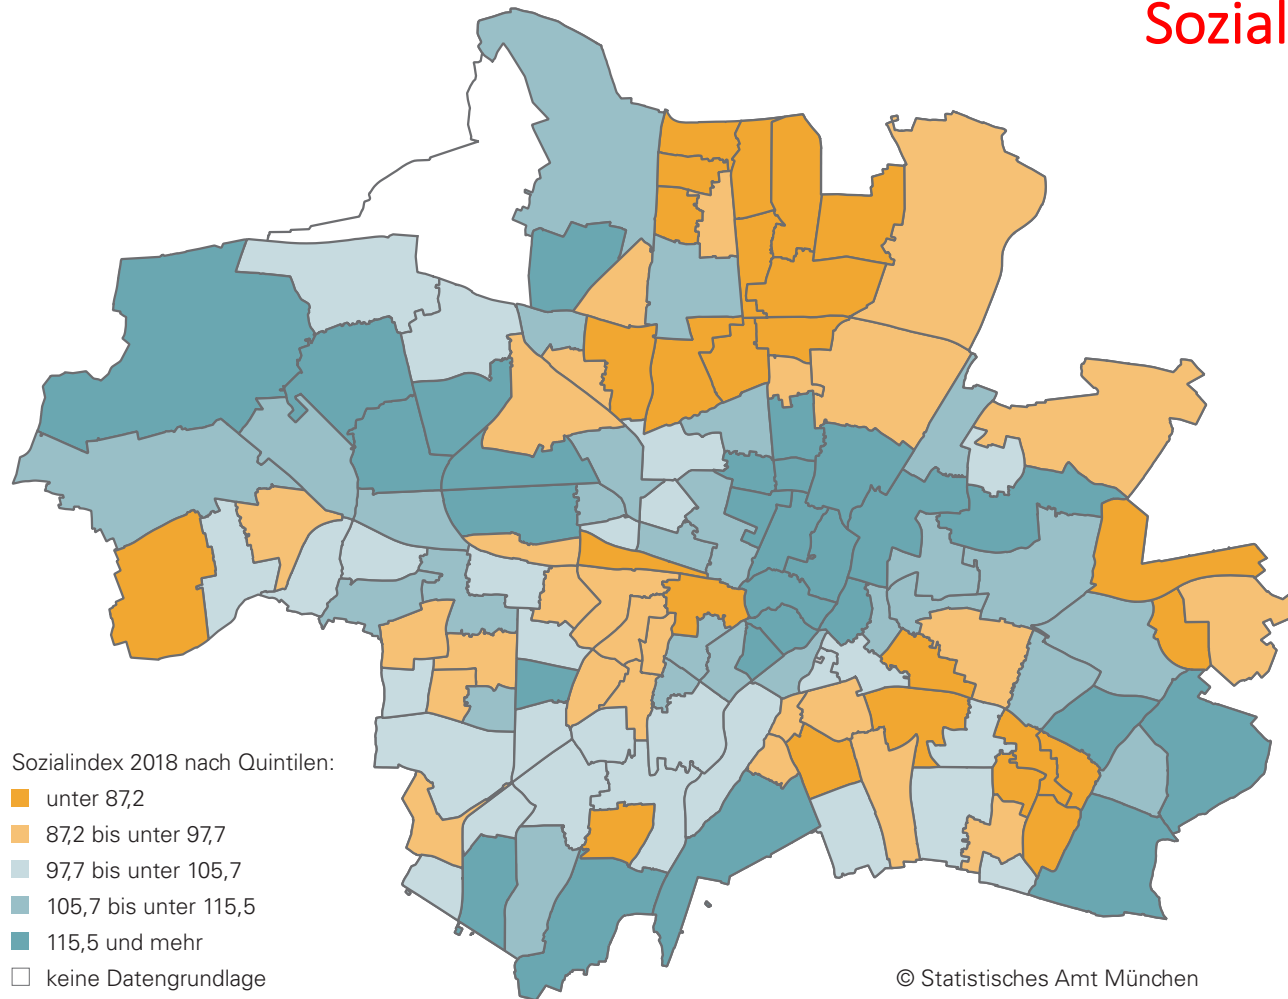 Sozial
Sozialindex 2018 nach Quintilen:
unter 87,2
87,2 bis unter 97,7
97,7 bis unter 105,7
105,7 bis unter 115,5
115,5 und mehr
keine Datengrundlage
© Statistisches Amt München